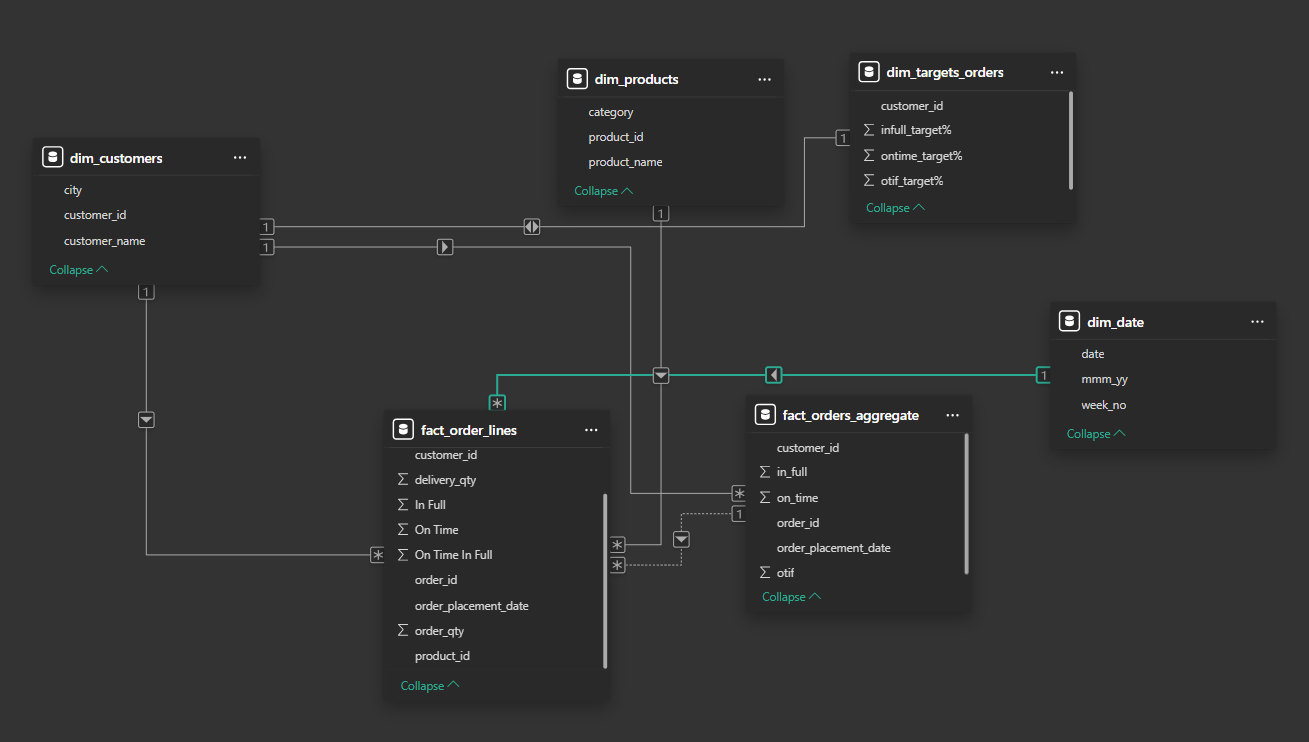 dim_products
category
product_id
product_name
Collapse
dim_targets_orders
customer_id
infull_target%
ontime_target%
otif_target%
Collapse
dim_customers
city
customer_id
customer_name
Collapse
1
1
1
1
1
dim_date
date
mmm_yy
week_no
Collapse
1
*
fact_order_lines
customer_id
Σ delivery_qty
Σ In Full
Σ On Time
Σ On Time In Full
order_id
order_placement_date
Σ order_qty
product_id
Collapse
*
*
*
fact_orders_aggregate
customer_id
Σ in_full
Σ on_time
order_id
order_placement_date
Σ otif
Collapse
*
1